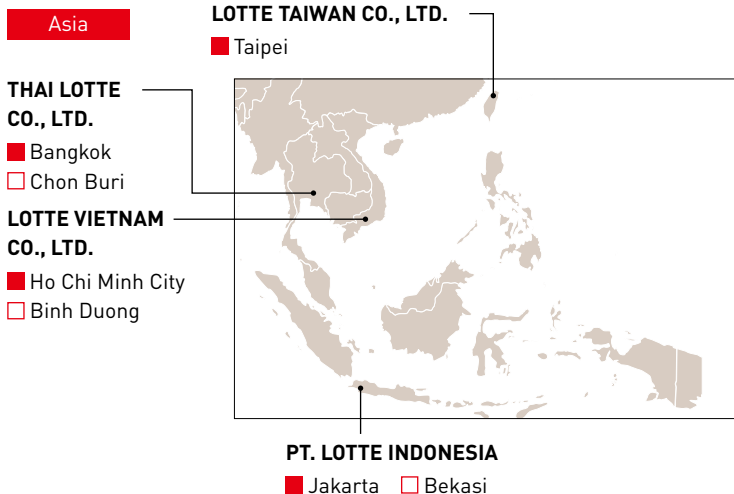 Asia
LOTTE TAIWAN CO., LTD.
Taipei
THAI LOTTE
CO., LTD.
Bangkok
Chon Buri
LOTTE VIETNAM
CO., LTD.
Ho Chi Minh City
Binh Duong
PT. LOTTE INDONESIA
Jakarta Bekasi